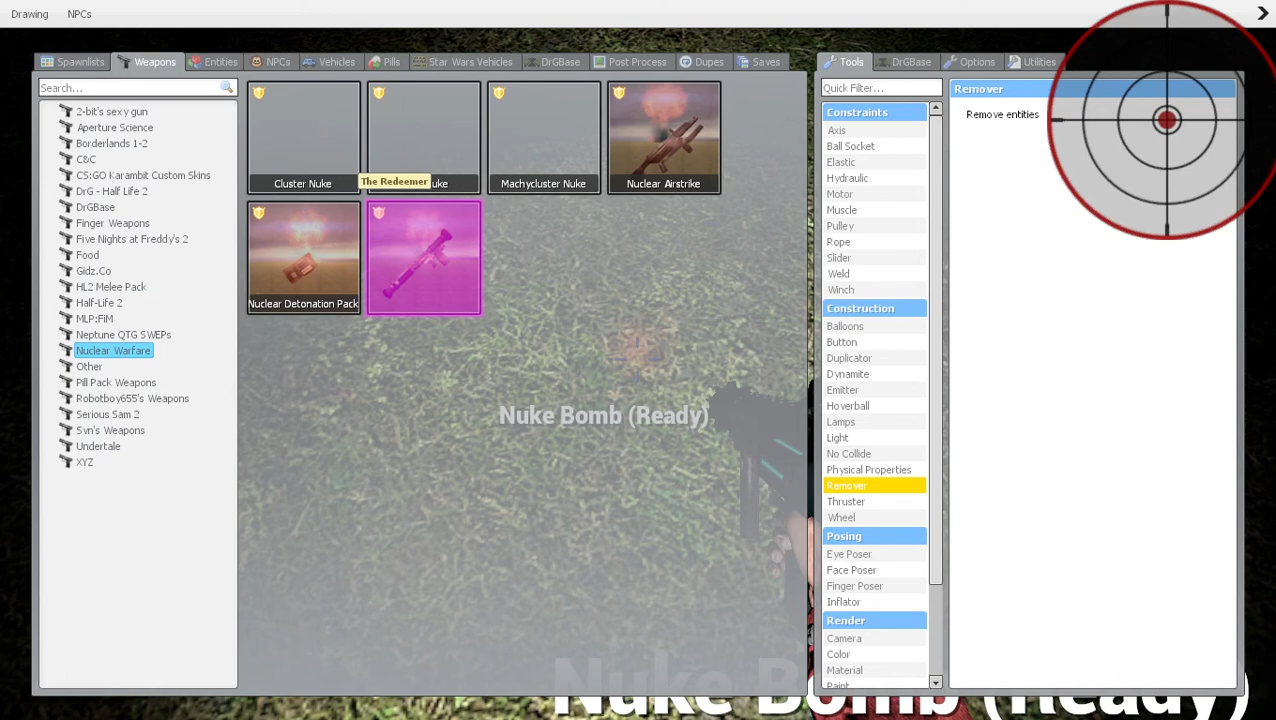 Drawing NPCs
Spawnlists Weapons Entities NPCs Vehicles Pills Star Wars Vehicles DrGBase Post Process Dupes Saves
Search...
2-bit's sexy gun
Aperture Science
Borderlands 1-2
C&C
CS:GO Karambit Custom Skins
DrG - Half Life 2
DrGBase
Finger Weapons
Five Nights at Freddy's 2
Food
Gidz.Co
HL2 Melee Pack
Half-Life 2
MLP:FiM
Neptune QTG SWEPs
Nuclear Warfare
Other
Pill Pack Weapons
Robotboy655's Weapons
Serious Sam 2
Svn's Weapons
Undertale
XYZ
Cluster Nuke
The Redeemer
Machycluster Nuke
Nuclear Airstrike
Nuclear Detonation Pack
Nuke Bomb (Ready)
Nuke Bomb (Ready)
Tools DrGBase Options Utilities
Quick Filter...
Constraints
Axis
Ball Socket
Elastic
Hydraulic
Motor
Muscle
Pulley
Rope
Slider
Weld
Winch
Construction
Balloons
Button
Duplicator
Dynamite
Emitter
Hoverball
Lamps
Light
No Collide
Physical Properties
Remover
Thruster
Wheel
Posing
Eye Poser
Face Poser
Finger Poser
Inflator
Render
Camera
Color
Material
Paint
Remover
Remove entities